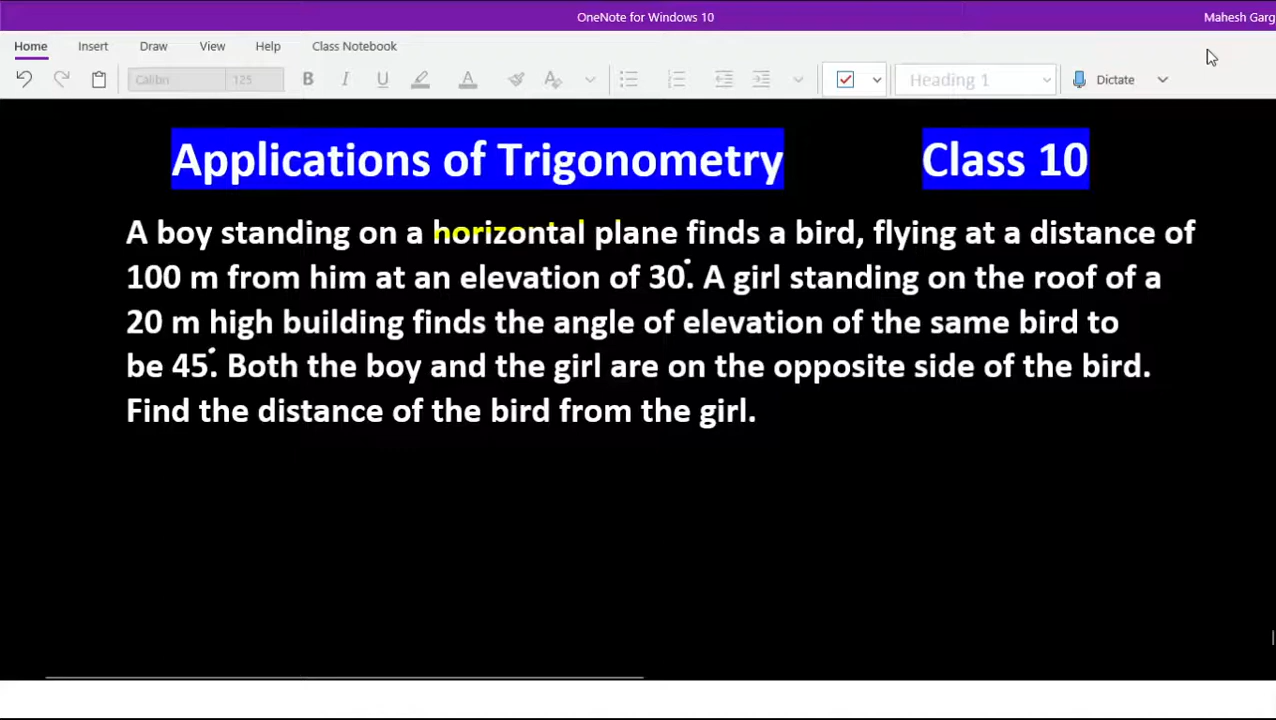 OneNote for Windows 10
Mahesh Garg
Home Insert Draw View Help Class Notebook
Calibri 125 B I U A Heading 1 Dictate
Applications of Trigonometry Class 10
A boy standing on a horizontal plane finds a bird, flying at a distance of
100 m from him at an elevation of 30°. A girl standing on the roof of a
20 m high building finds the angle of elevation of the same bird to
be 45°. Both the boy and the girl are on the opposite side of the bird.
Find the distance of the bird from the girl.